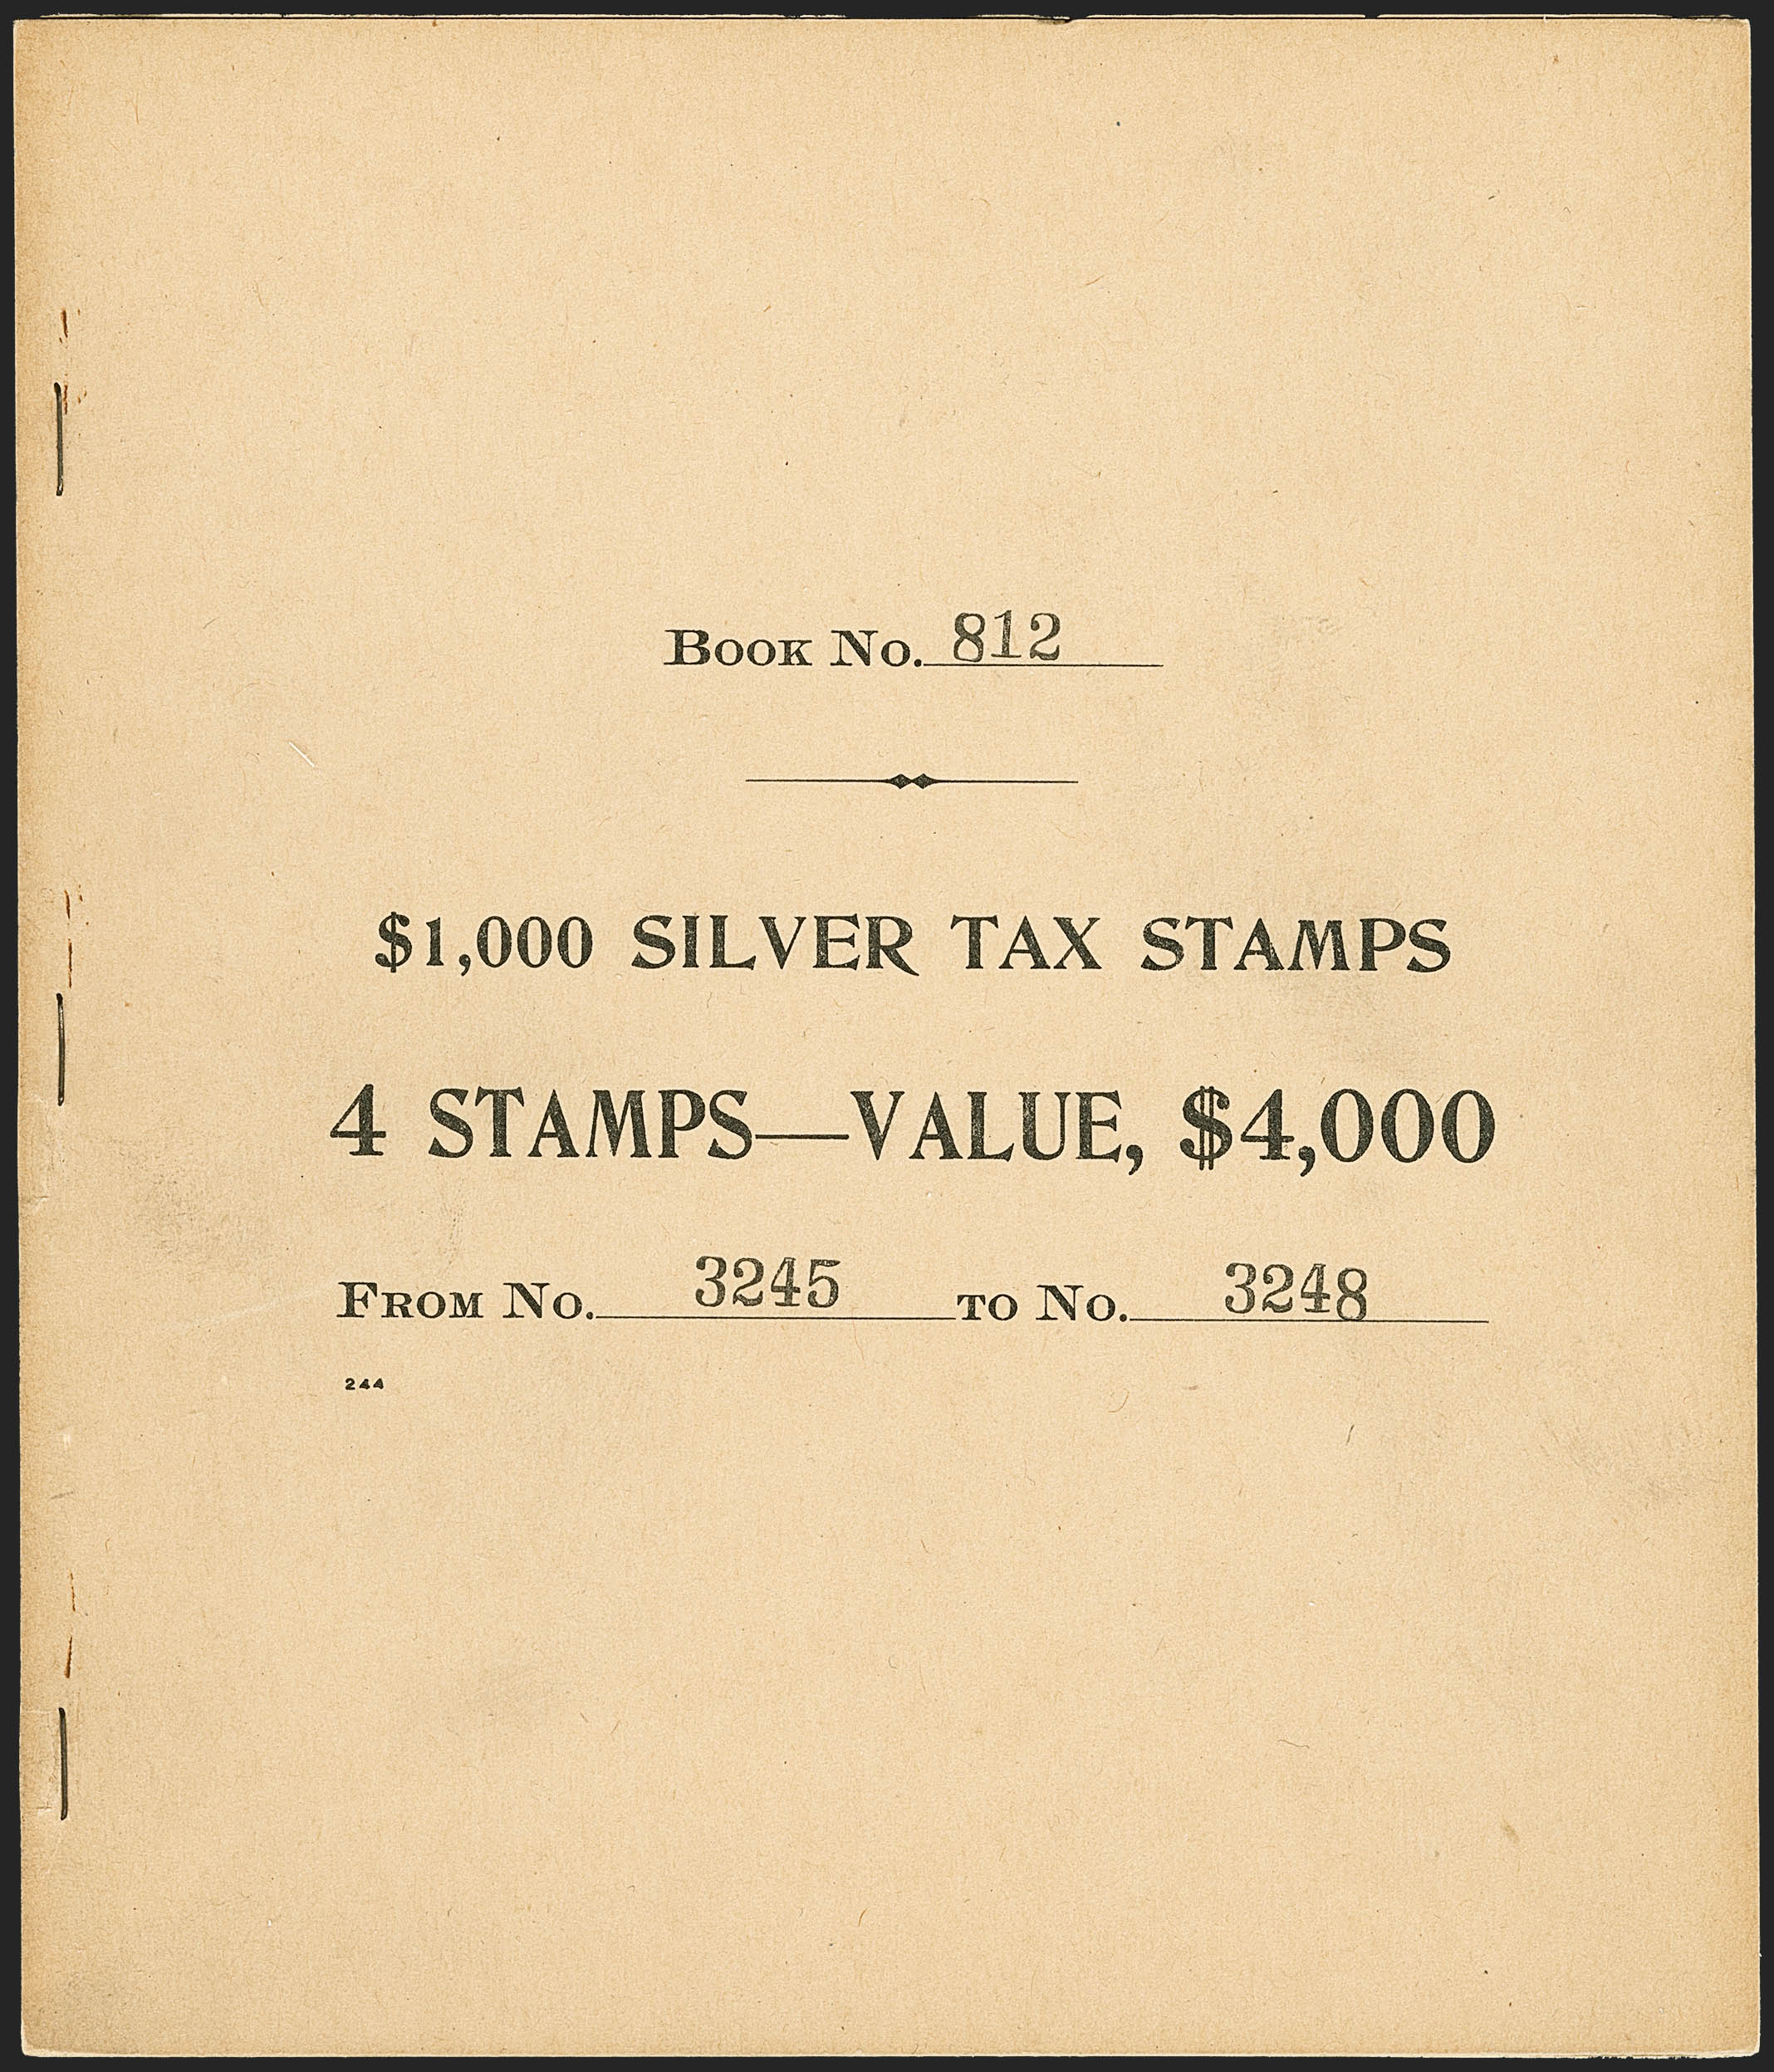 Book No. 812
$1,000 SILVER TAX STAMPS
4 STAMPS—VALUE, $4,000
From No. 3245 to No. 3248
244